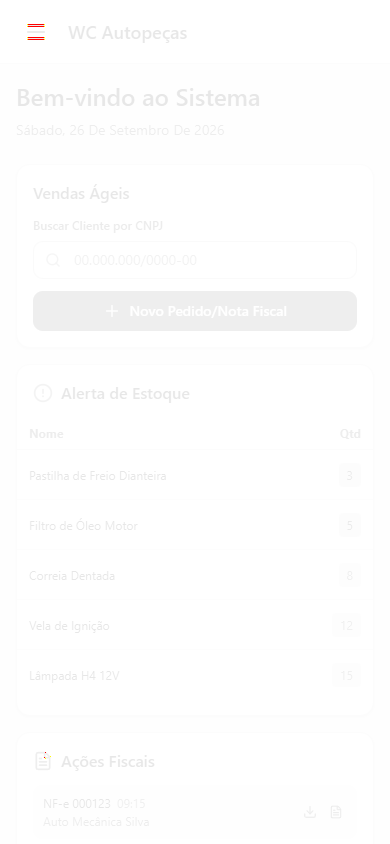 WC Autopeças
Bem-vindo ao Sistema
Sábado, 26 De Setembro De 2026
Vendas Ágeis
Buscar Cliente por CNPJ
00.000.000/0000-00
Novo Pedido/Nota Fiscal
Alerta de Estoque
Nome Qtd
Pastilha de Freio Dianteira 3
Filtro de Óleo Motor 5
Correia Dentada 8
Vela de Ignição 12
Lâmpada H4 12V 15
Ações Fiscais
NF-e 000123 09:15
Auto Mecânica Silva